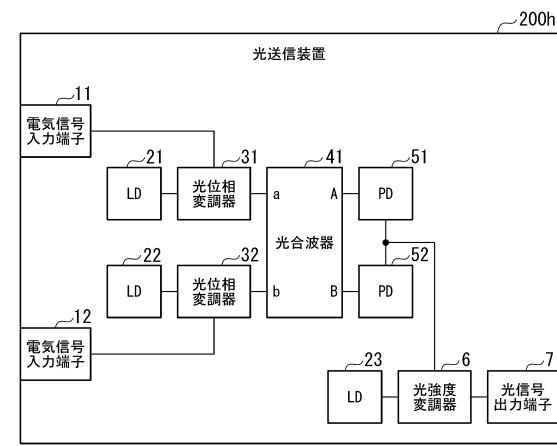 200h
光送信装置
11
電気信号
入力端子
21
LD
31
光位相
変調器
41
a
A
光合波器
b
B
51
PD
22
LD
32
光位相
変調器
52
PD
12
電気信号
入力端子
23
LD
6
光強度
変調器
7
光信号
出力端子